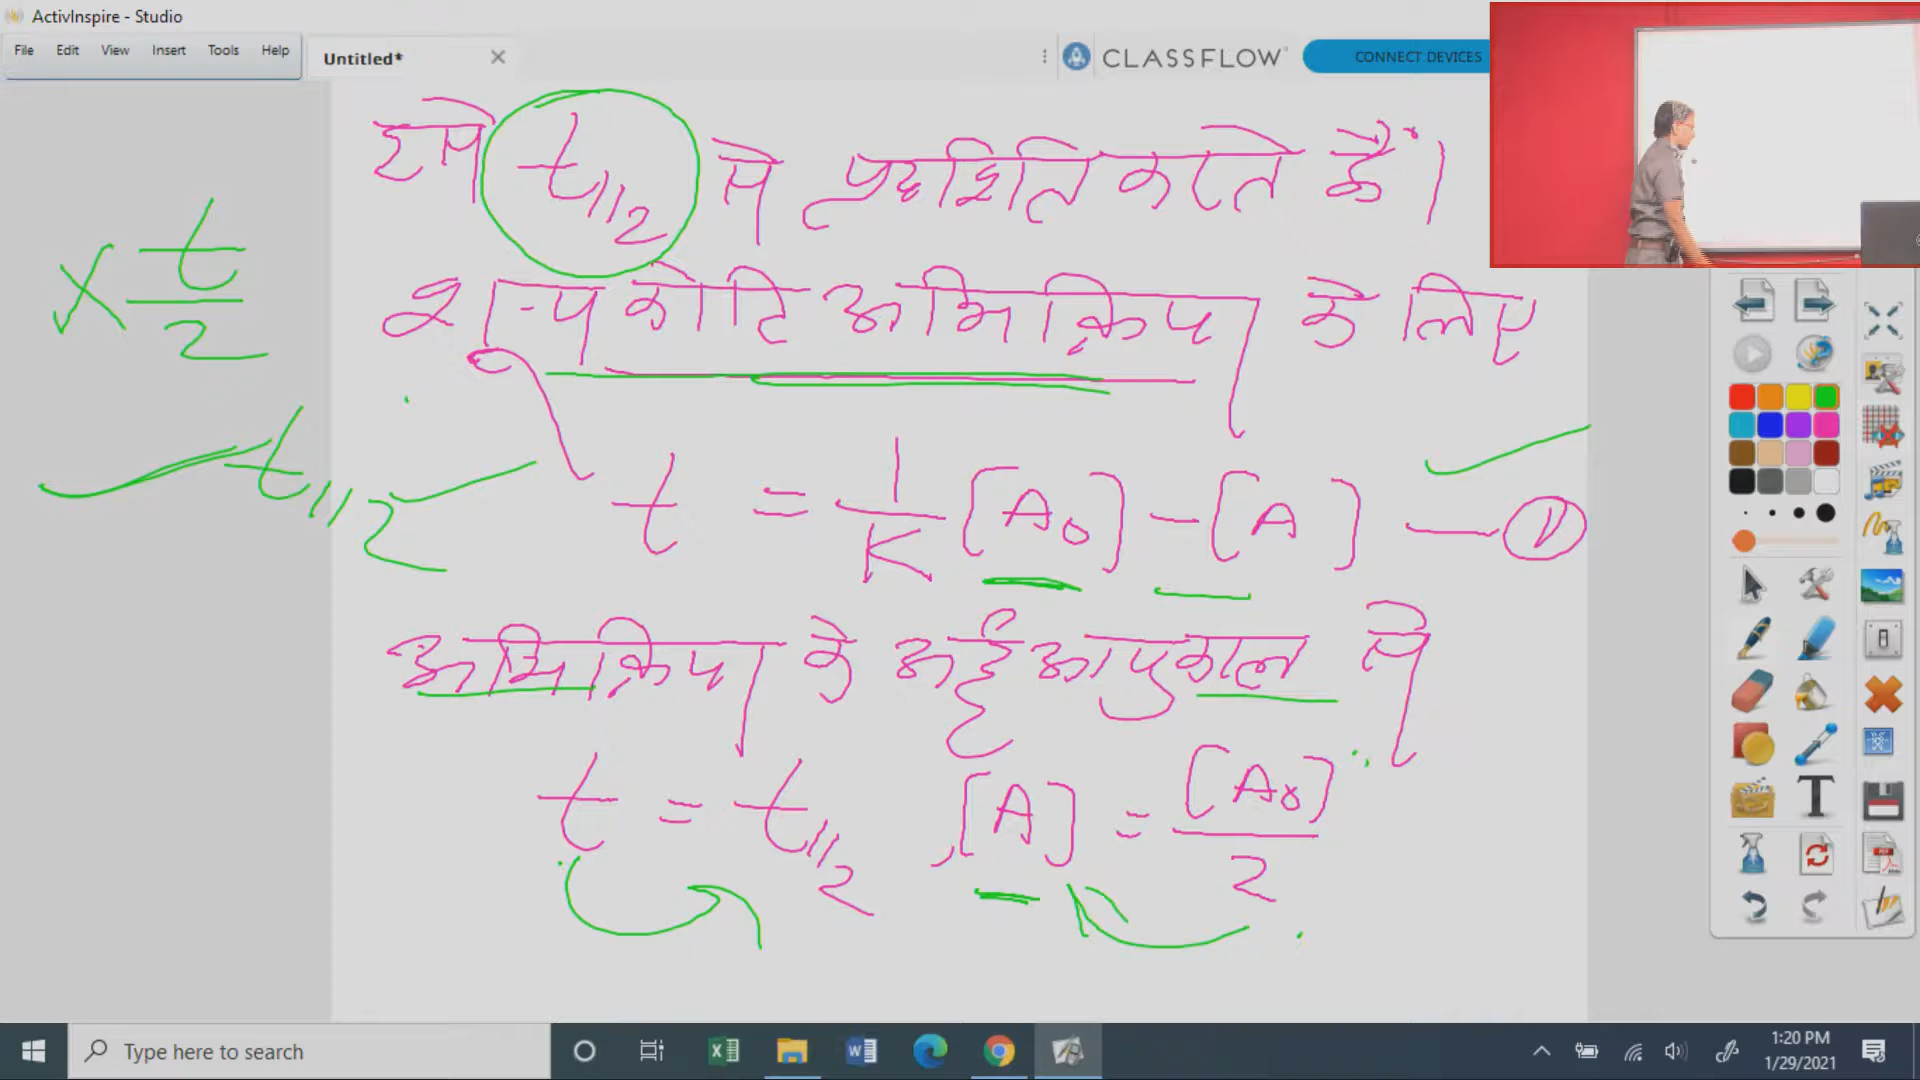 ActivInspire - Studio
File Edit View Insert Tools Help
Untitled*
CLASSFLOW
CONNECT DEVICES
इसे t1/2 से प्रदर्शित करते हैं।
x t/2
शून्य कोटि अभिक्रिया के लिए
t1/2
t = 1/K [A0] - [A] — 1
अभिक्रिया के अर्द्धआयुकाल से
t = t1/2 , [A] = [A0]/2
Type here to search
1:20 PM
1/29/2021